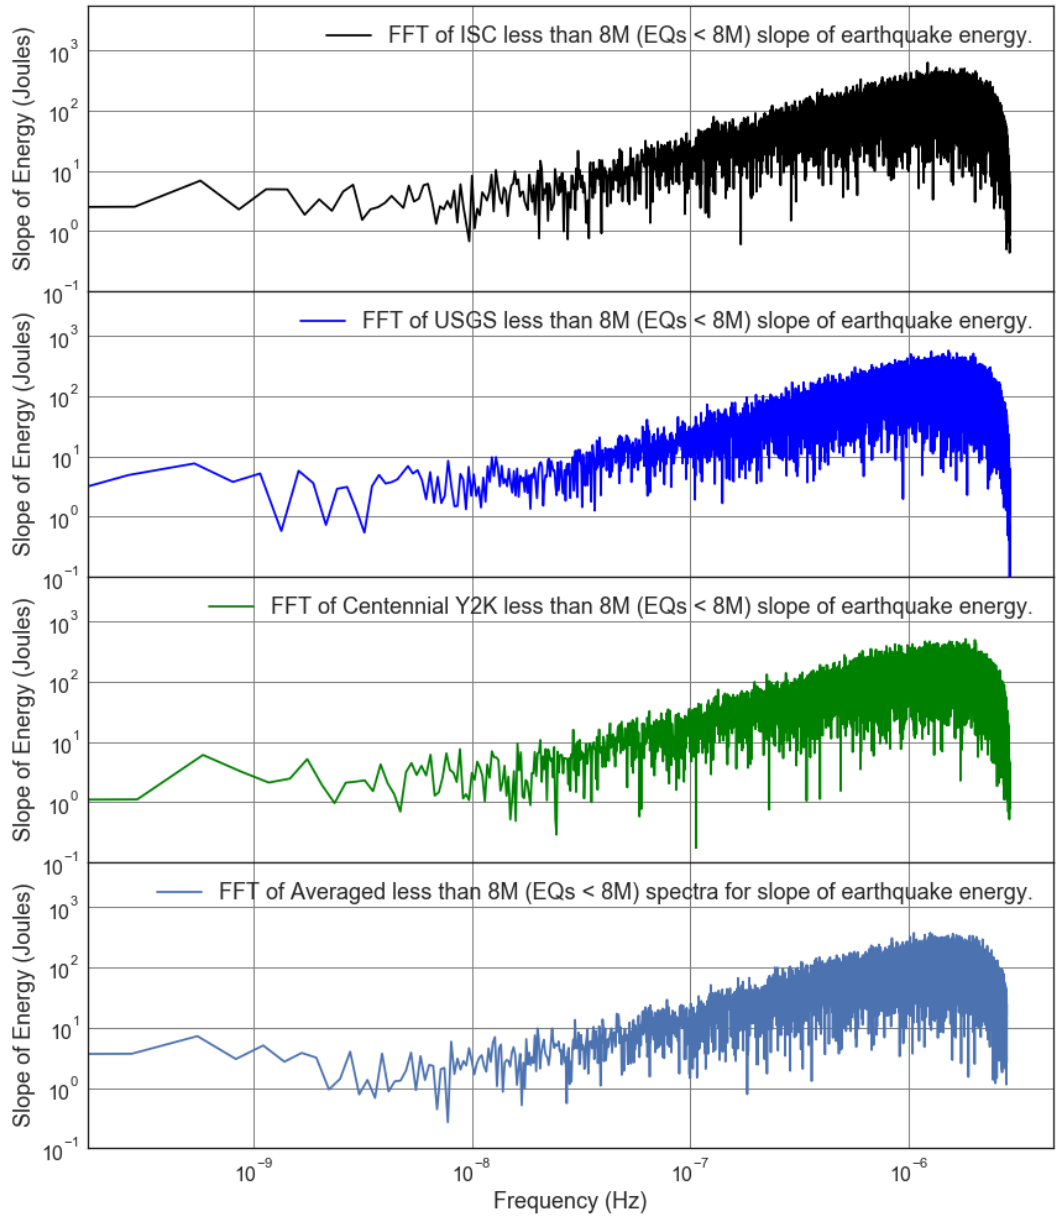 FFT of ISC less than 8M (EQs < 8M) slope of earthquake energy.
Slope of Energy (Joules)
10³
10²
10¹
10⁰
10⁻¹
FFT of USGS less than 8M (EQs < 8M) slope of earthquake energy.
Slope of Energy (Joules)
10³
10²
10¹
10⁰
10⁻¹
FFT of Centennial Y2K less than 8M (EQs < 8M) slope of earthquake energy.
Slope of Energy (Joules)
10³
10²
10¹
10⁰
10⁻¹
FFT of Averaged less than 8M (EQs < 8M) spectra for slope of earthquake energy.
Slope of Energy (Joules)
10³
10²
10¹
10⁰
10⁻¹
10⁻⁹ 10⁻⁸ 10⁻⁷ 10⁻⁶
Frequency (Hz)